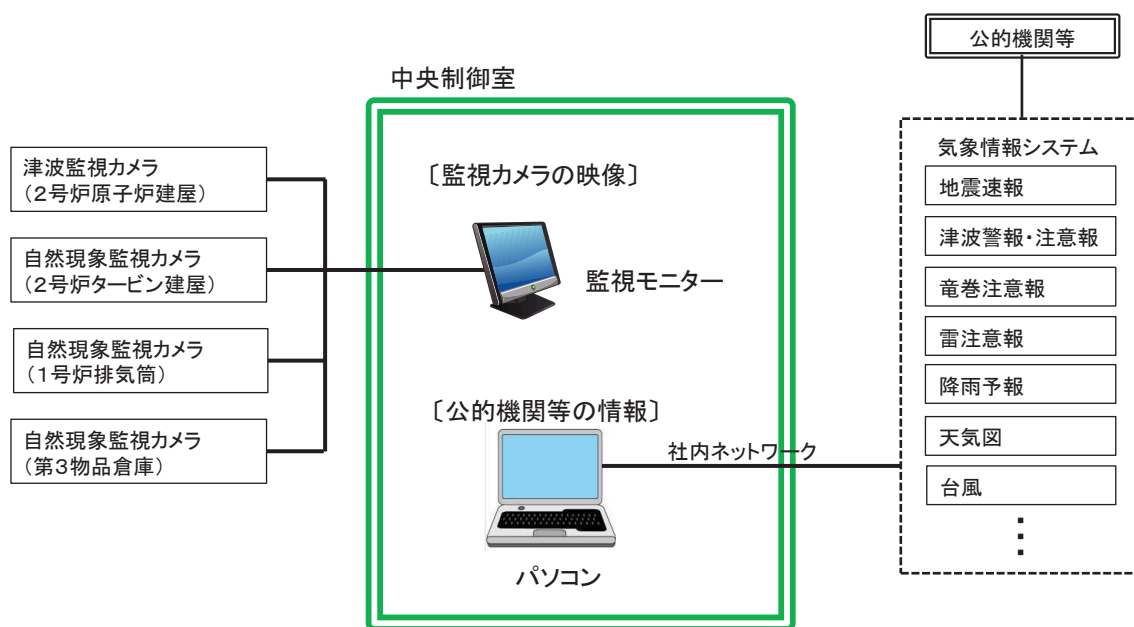 公的機関等
中央制御室
気象情報システム
津波監視カメラ
(2号炉原子炉建屋)
自然現象監視カメラ
(2号炉タービン建屋)
自然現象監視カメラ
(1号炉排気筒)
自然現象監視カメラ
(第3物品倉庫)
〔監視カメラの映像〕
監視モニター
〔公的機関等の情報〕
パソコン
社内ネットワーク
地震速報
津波警報・注意報
竜巻注意報
雷注意報
降雨予報
天気図
台風